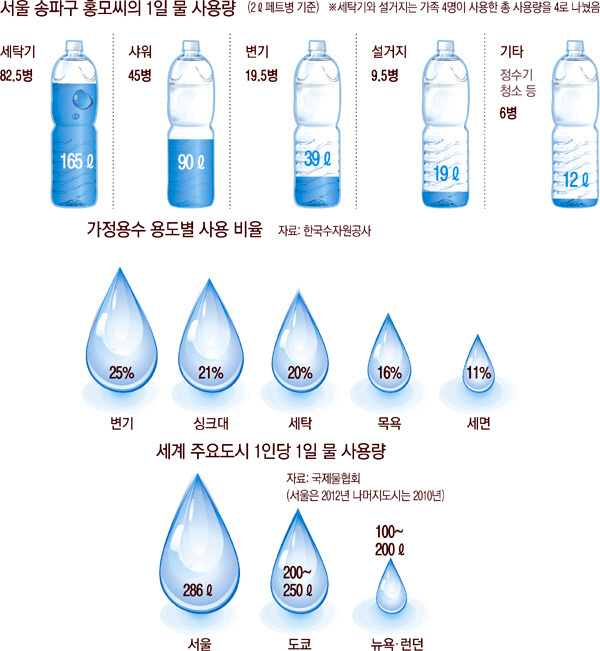 서울 송파구 홍모씨의 1일 물 사용량 (2ℓ 페트병 기준) ※세탁기와 설거지는 가족 4명이 사용한 총 사용량을 4로 나눴음
세탁기
82.5병
165ℓ
샤워
45병
90ℓ
변기
19.5병
39ℓ
설거지
9.5병
19ℓ
기타
정수기
청소 등
6병
12ℓ
가정용수 용도별 사용 비율 자료: 한국수자원공사
25% 21% 20% 16% 11%
변기 싱크대 세탁 목욕 세면
세계 주요도시 1인당 1일 물 사용량
자료: 국제물협회
(서울은 2012년 나머지도시는 2010년)
286ℓ
서울
200~
250ℓ
도쿄
100~
200ℓ
뉴욕·런던